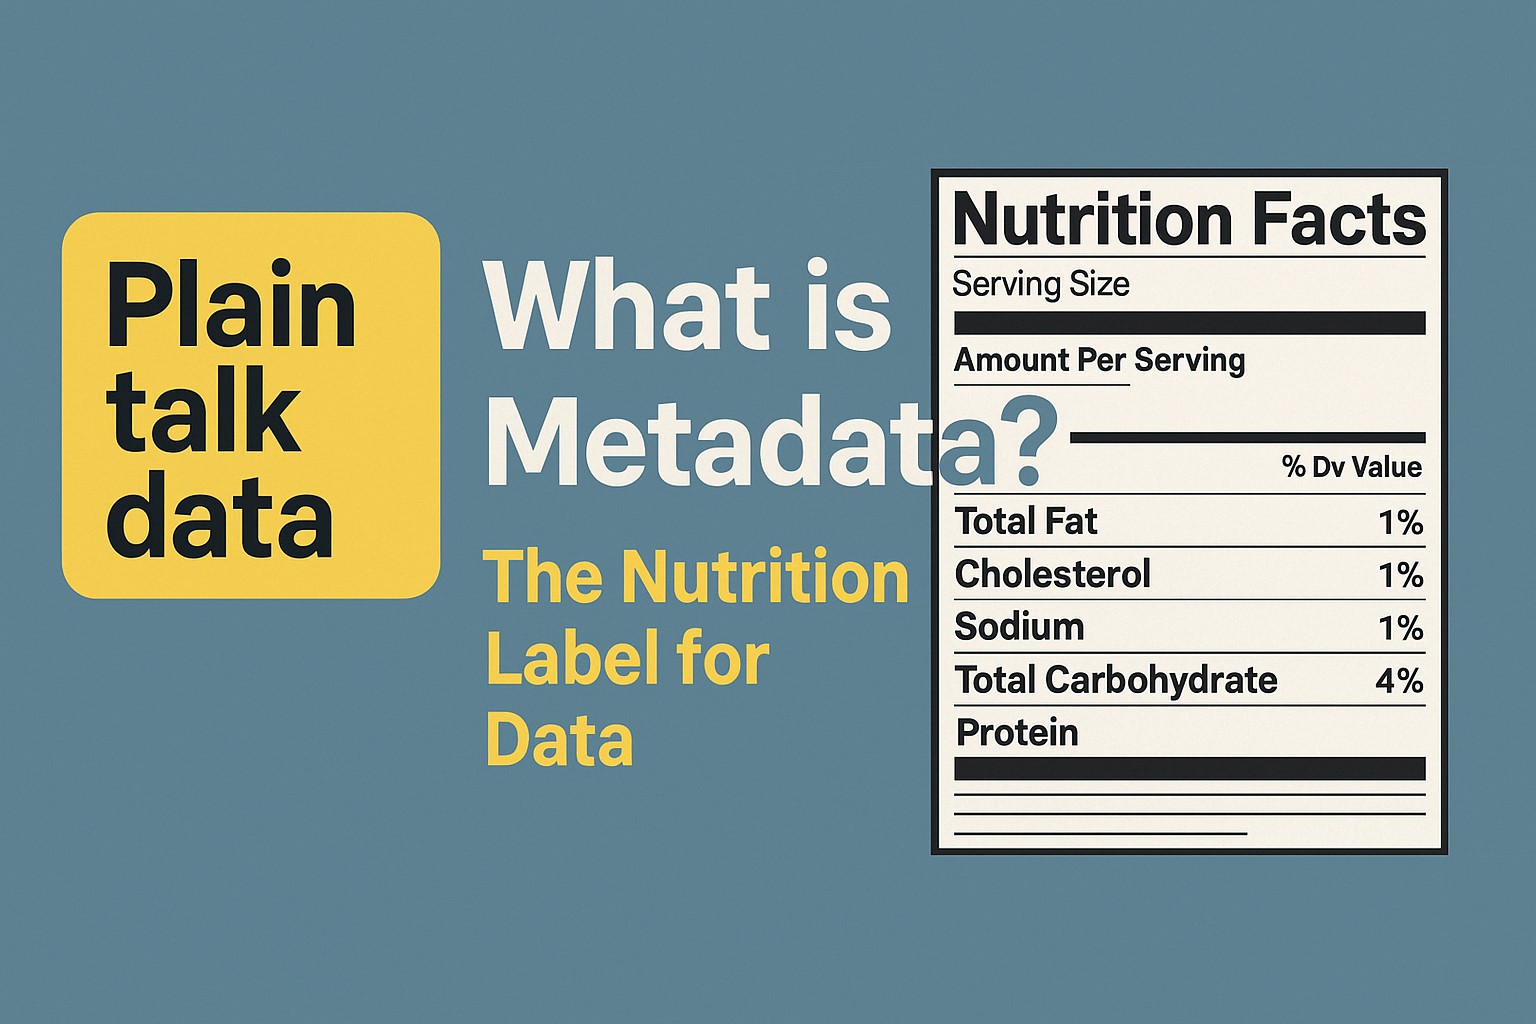 Plain
talk
data
What is
Metadata?
The Nutrition
Label for
Data
Nutrition Facts
Serving Size
Amount Per Serving
% Dv Value
Total Fat 1%
Cholesterol 1%
Sodium 1%
Total Carbohydrate 4%
Protein